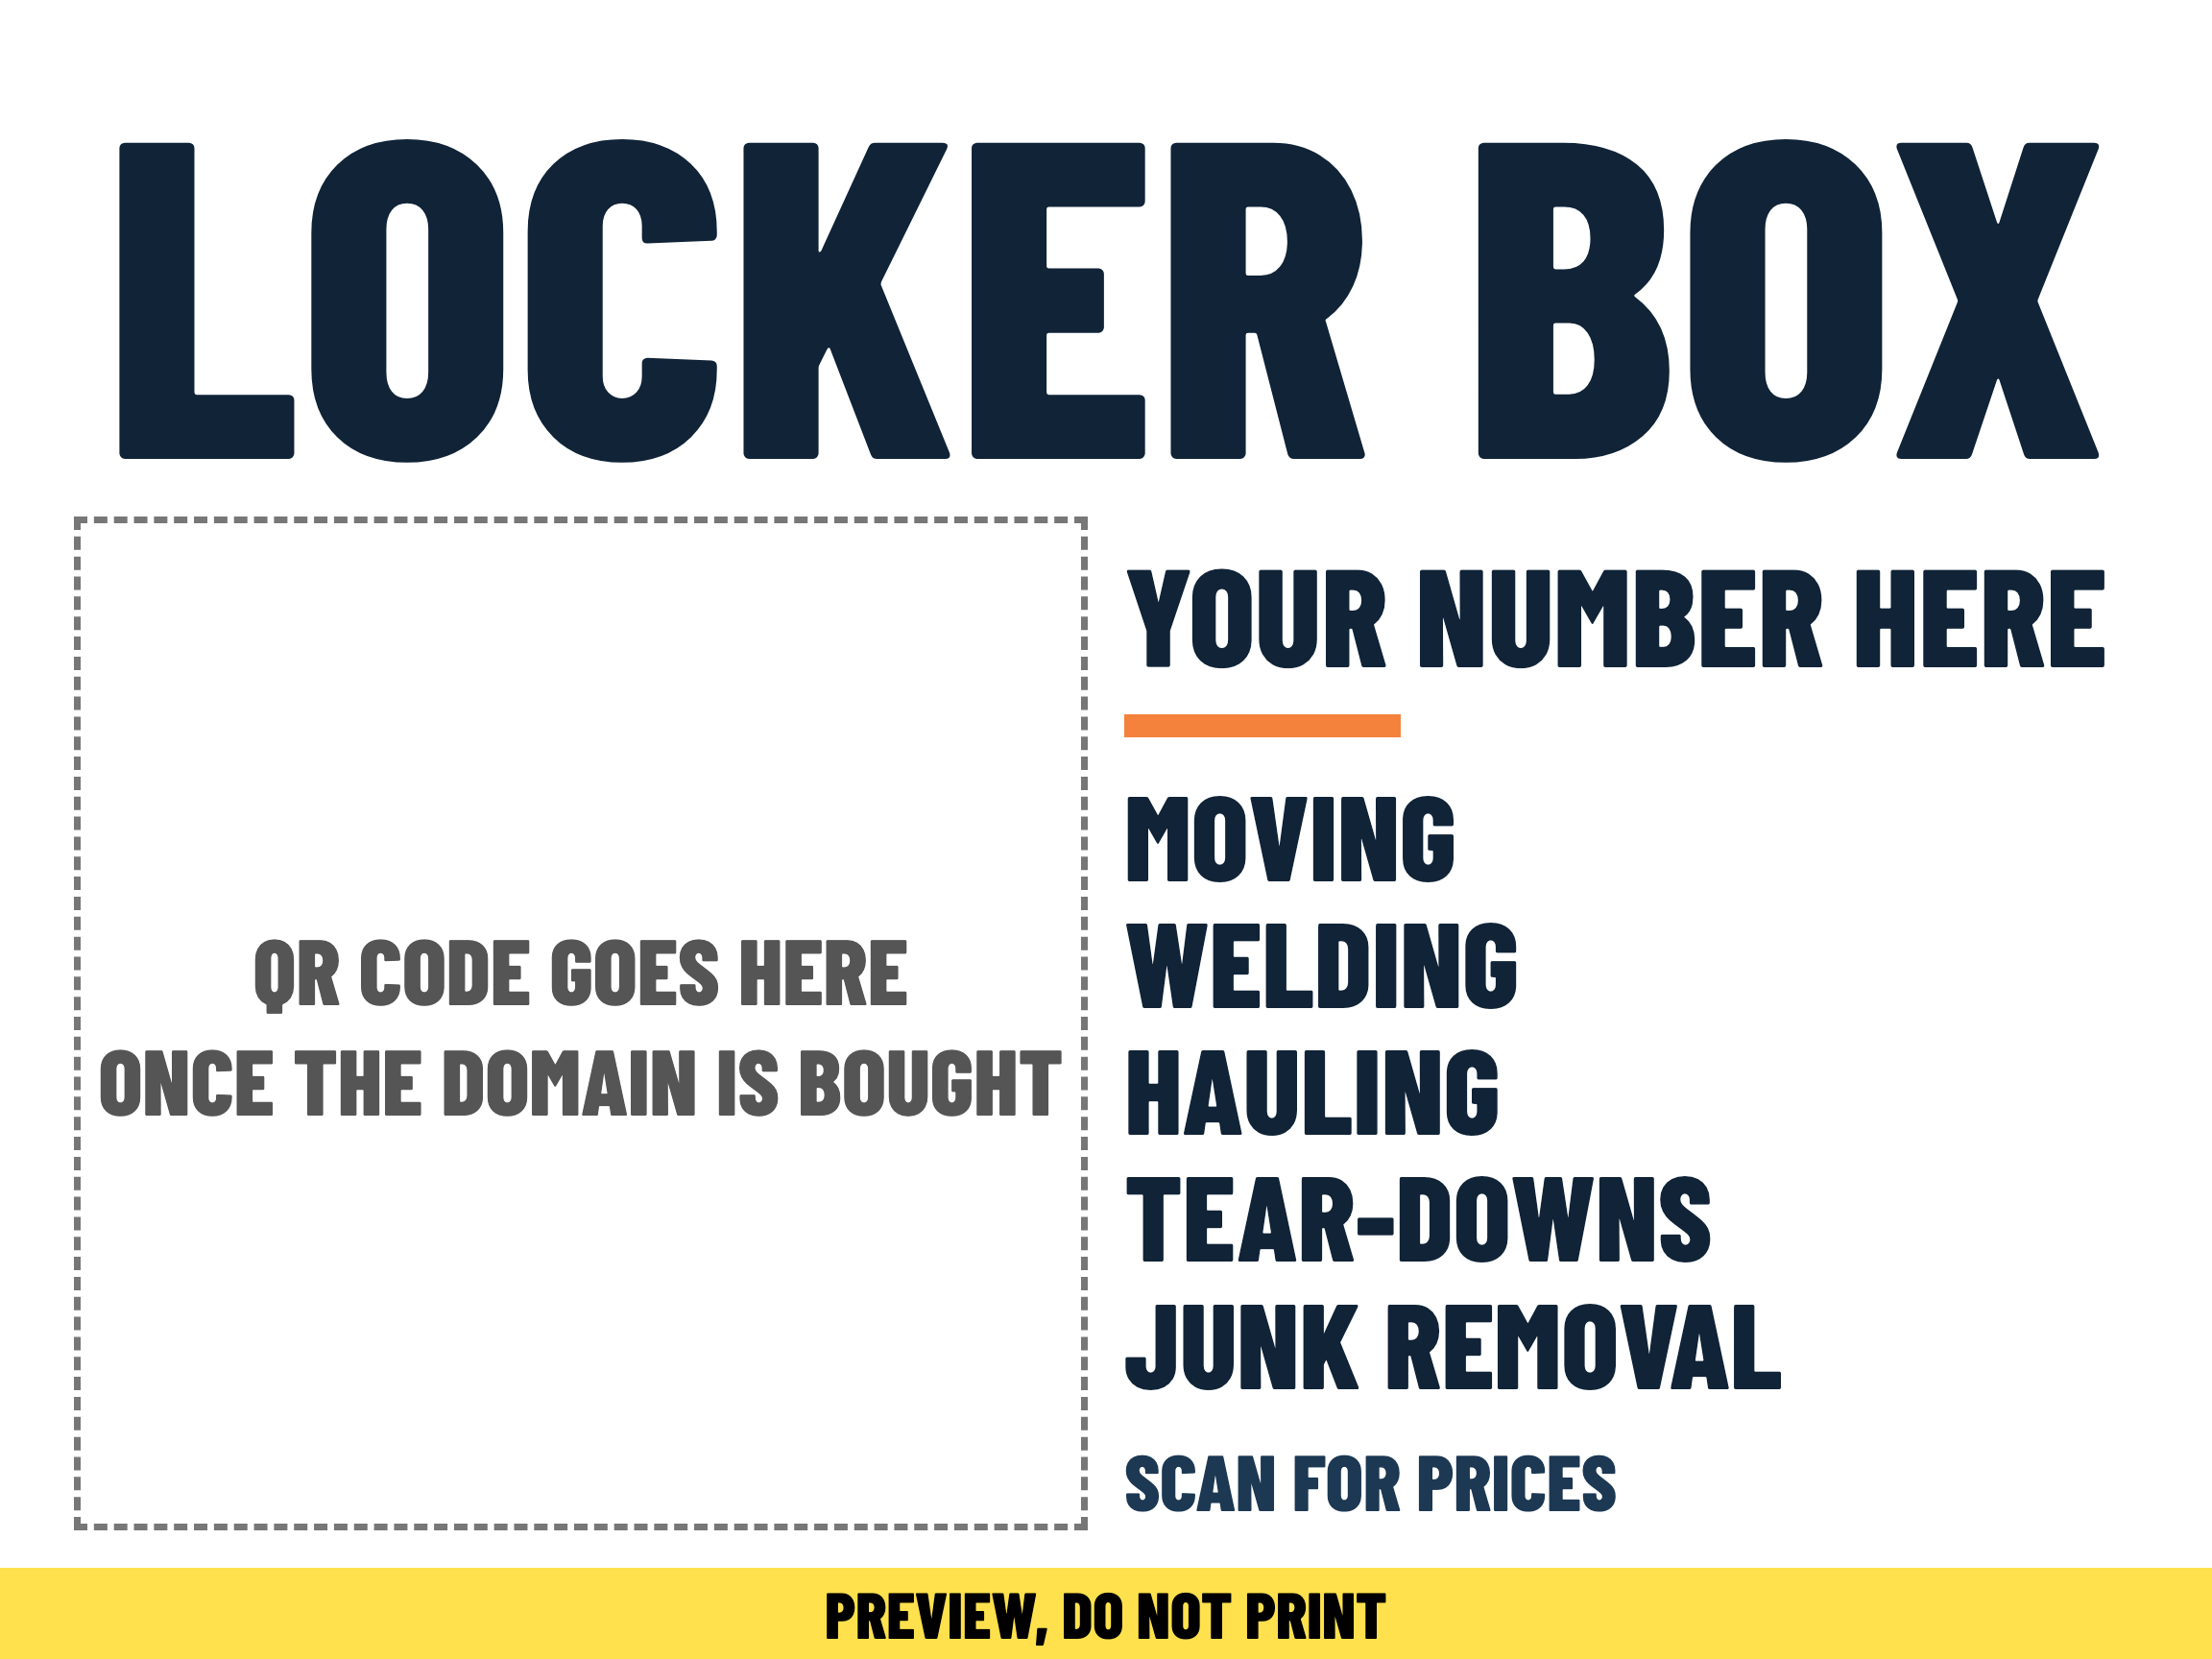 LOCKER BOX
YOUR NUMBER HERE
MOVING
WELDING
HAULING
TEAR-DOWNS
JUNK REMOVAL
SCAN FOR PRICES
QR CODE GOES HERE
ONCE THE DOMAIN IS BOUGHT
PREVIEW, DO NOT PRINT